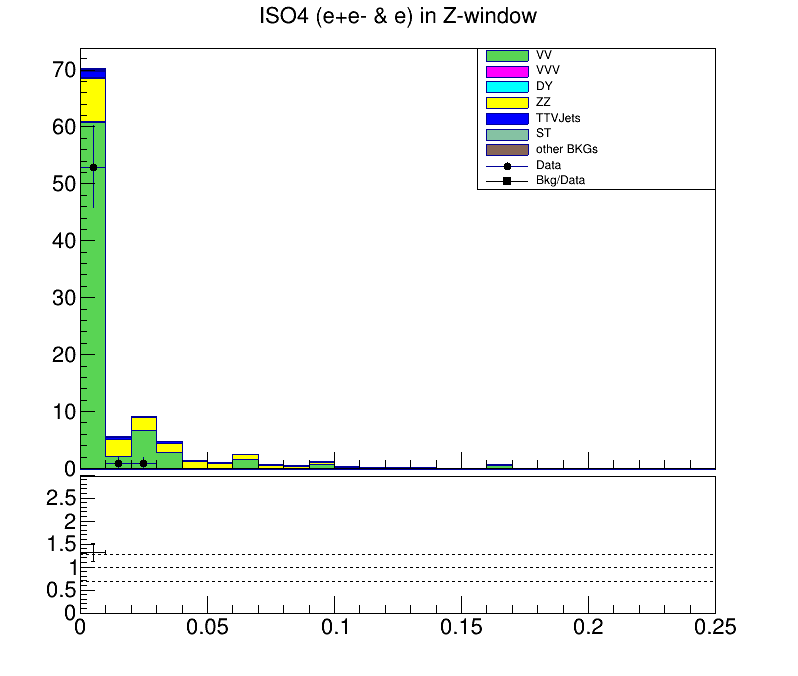 ISO4 (e+e- & e) in Z-window
VV
VVV
DY
ZZ
TTVJets
ST
other BKGs
Data
Bkg/Data
70
60
50
40
30
20
10
0
2.5
2
1.5
1
0.5
0
0 0.05 0.1 0.15 0.2 0.25